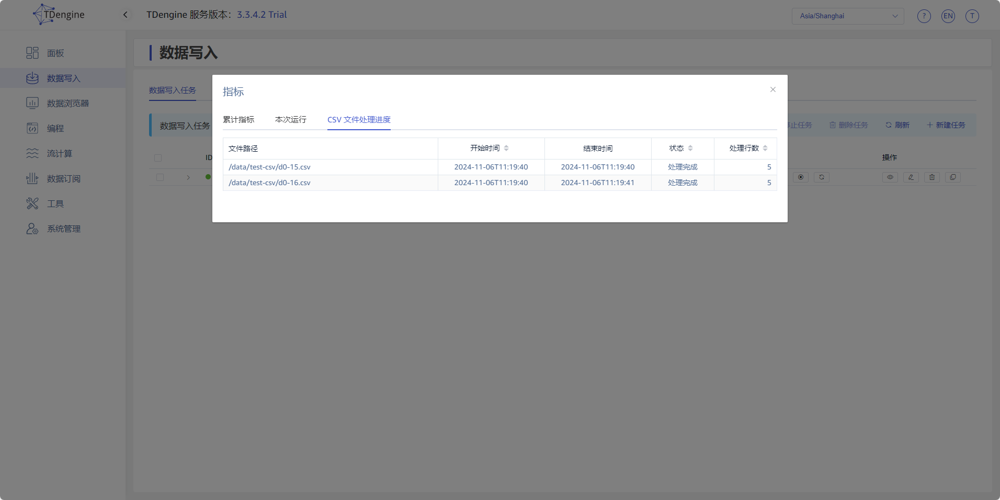 TDengine
TDengine 服务版本：3.3.4.2 Trial
Asia/Shanghai
?
EN
T
面板
数据写入
数据浏览器
编程
流计算
数据订阅
工具
系统管理
数据写入
数据写入任务
数据写入任务
停止任务
删除任务
刷新
新建任务
ID
操作
指标
累计指标 本次运行 CSV 文件处理进度
文件路径 开始时间 结束时间 状态 处理行数
/data/test-csv/d0-15.csv 2024-11-06T11:19:40 2024-11-06T11:19:40 处理完成 5
/data/test-csv/d0-16.csv 2024-11-06T11:19:40 2024-11-06T11:19:41 处理完成 5